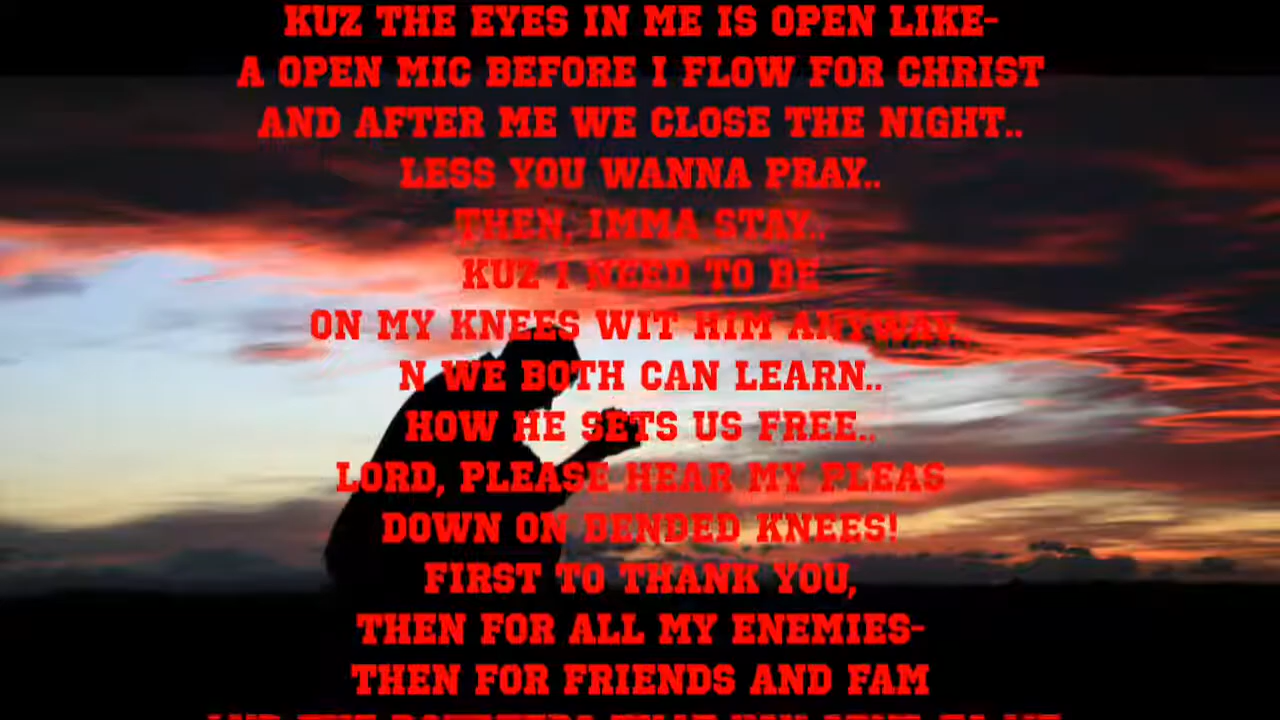 KUZ THE EYES IN ME IS OPEN LIKE-
A OPEN MIC BEFORE I FLOW FOR CHRIST
AND AFTER ME WE CLOSE THE NIGHT..
LESS YOU WANNA PRAY..
THEN, IMMA STAY..
KUZ I NEED TO BE
ON MY KNEES WIT HIM ANYWAY..
N WE BOTH CAN LEARN..
HOW HE SETS US FREE..
LORD, PLEASE HEAR MY PLEAS
DOWN ON BENDED KNEES!
FIRST TO THANK YOU,
THEN FOR ALL MY ENEMIES-
THEN FOR FRIENDS AND FAM